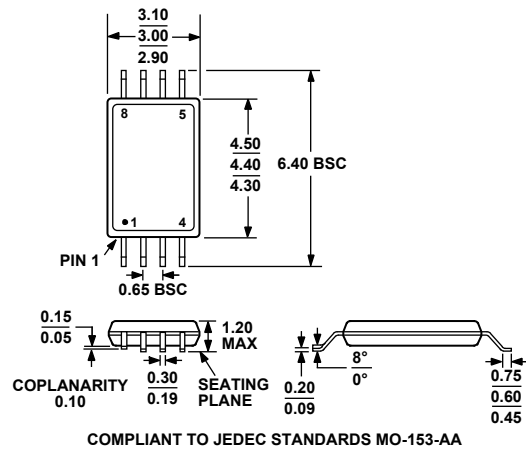 3.10
3.00
2.90
8 5
4.50
4.40
4.30
6.40 BSC
1 4
PIN 1
0.65 BSC
0.15
0.05
1.20
MAX
COPLANARITY
0.10
0.30
0.19
SEATING
PLANE
0.20
0.09
8°
0°
0.75
0.60
0.45
COMPLIANT TO JEDEC STANDARDS MO-153-AA